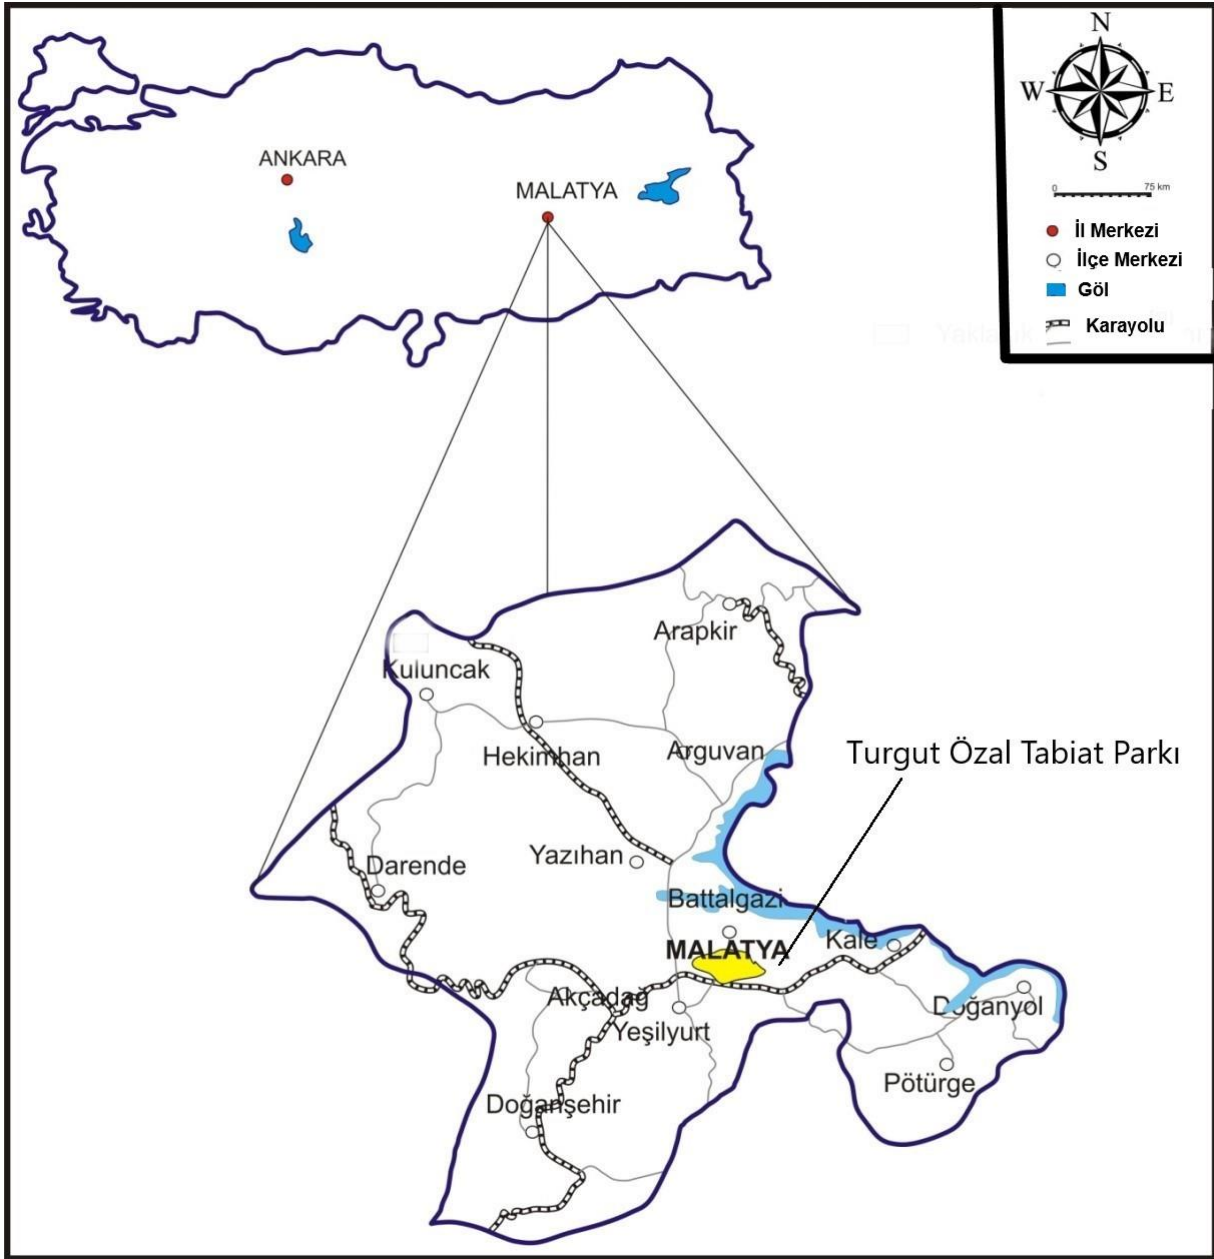 N
W
E
S
0
75 km
İl Merkezi
İlçe Merkezi
Göl
Karayolu
ANKARA
MALATYA
Arapkir
Kuluncak
Hekimhan
Arguvan
Turgut Özal Tabiat Parkı
Yazıhan
Darende
Battalgazi
MALATYA
Kale
Akçadağ
Yeşilyurt
Doğanyol
Pötürge
Doğanşehir